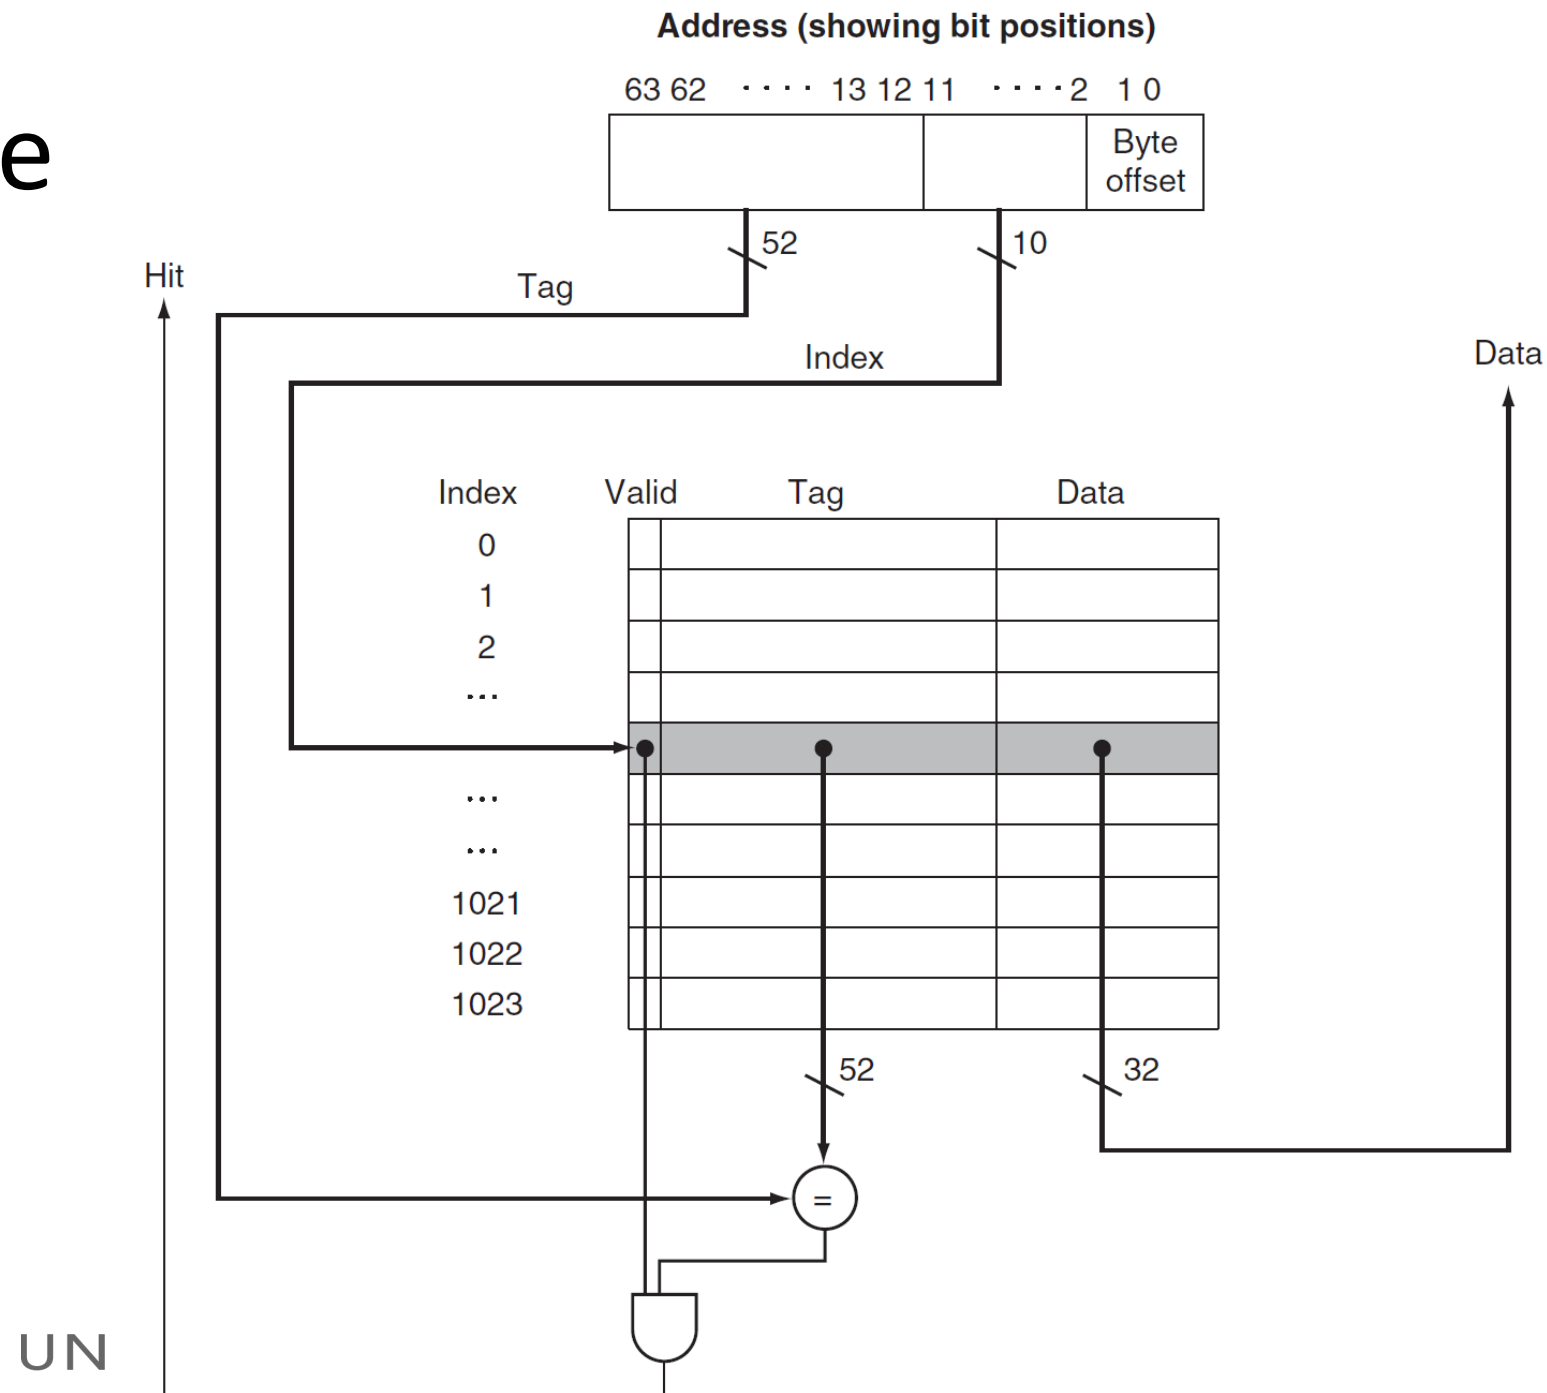 Address (showing bit positions)
63 62 ···· 13 12 11 ···· 2 1 0
e
Byte
offset
52
10
Hit
Tag
Index
Data
Index Valid Tag Data
0
1
2
...
...
...
1021
1022
1023
52
32
=
UN